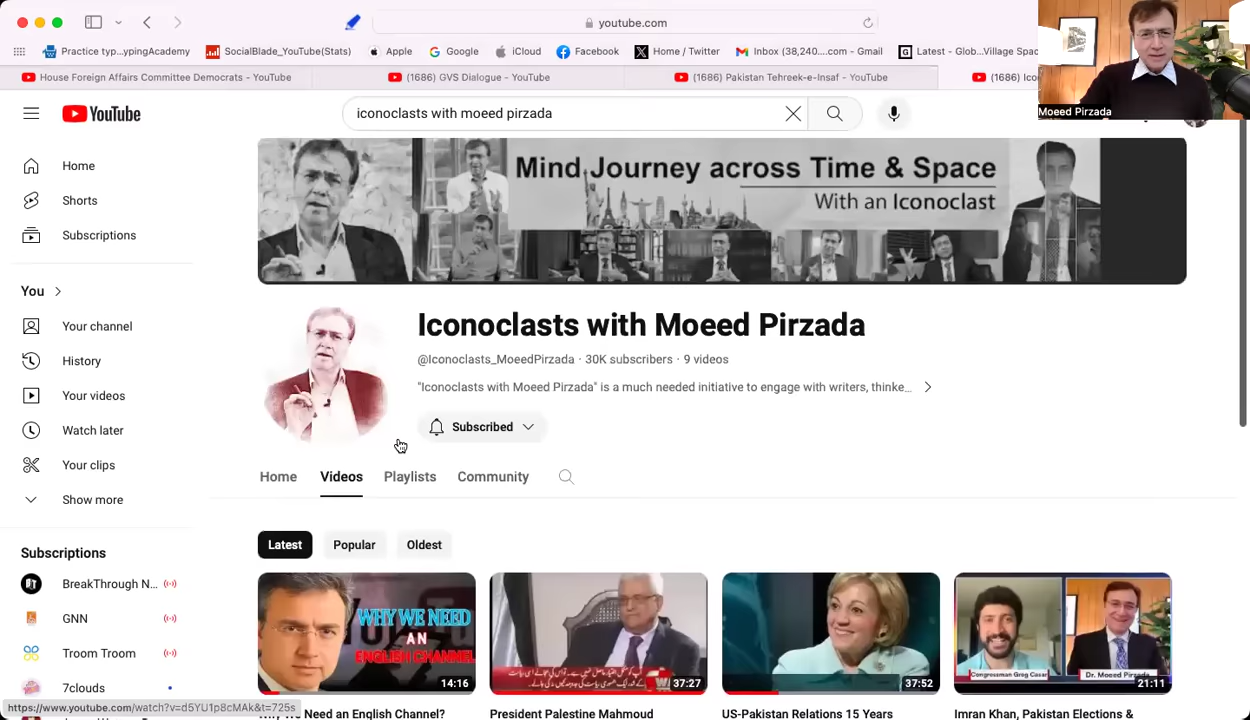 youtube.com
Practice typ...ypingAcademy
SocialBlade_YouTube(Stats)
Apple
Google
iCloud
Facebook
Home / Twitter
Inbox (38,240....com - Gmail
Latest - Glob...Village Spac
House Foreign Affairs Committee Democrats - YouTube
(1686) GVS Dialogue - YouTube
(1686) Pakistan Tehreek-e-Insaf - YouTube
(1686) Ico
Moeed Pirzada
YouTube
iconoclasts with moeed pirzada
Mind Journey across Time & Space
With an Iconoclast
Home
Shorts
Subscriptions
You
Your channel
History
Your videos
Watch later
Your clips
Show more
Subscriptions
BreakThrough N...
GNN
Troom Troom
7clouds
Iconoclasts with Moeed Pirzada
@Iconoclasts_MoeedPirzada · 30K subscribers · 9 videos
"Iconoclasts with Moeed Pirzada" is a much needed initiative to engage with writers, thinke...
Subscribed
Home
Videos
Playlists
Community
Latest
Popular
Oldest
WHY WE NEED
AN
ENGLISH CHANNEL
14:16
37:27
37:52
Congressman Greg Casar
Dr. Moeed Pirzada
21:11
https://www.youtube.com/watch?v=d5YU1p8cMAk&t=725s
Why We Need an English Channel?
President Palestine Mahmoud
US-Pakistan Relations 15 Years
Imran Khan, Pakistan Elections &